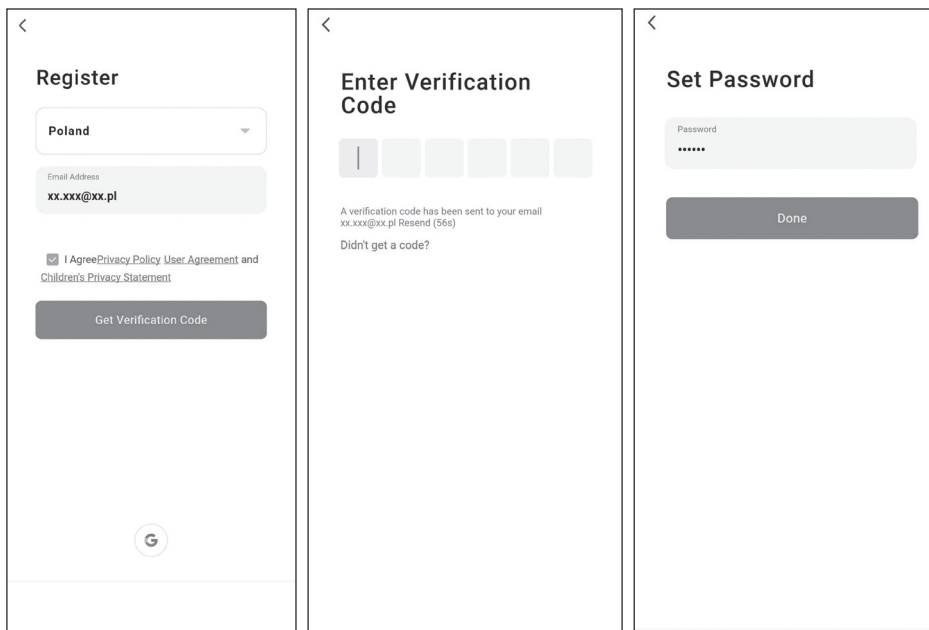 Register
Poland
Email Address
xx.xxx@xx.pl
I AgreePrivacy Policy User Agreement and
Children's Privacy Statement
Get Verification Code
G
Enter Verification
Code
A verification code has been sent to your email
xx.xxx@xx.pl Resend (56s)
Didn't get a code?
Set Password
Password
••••••
Done